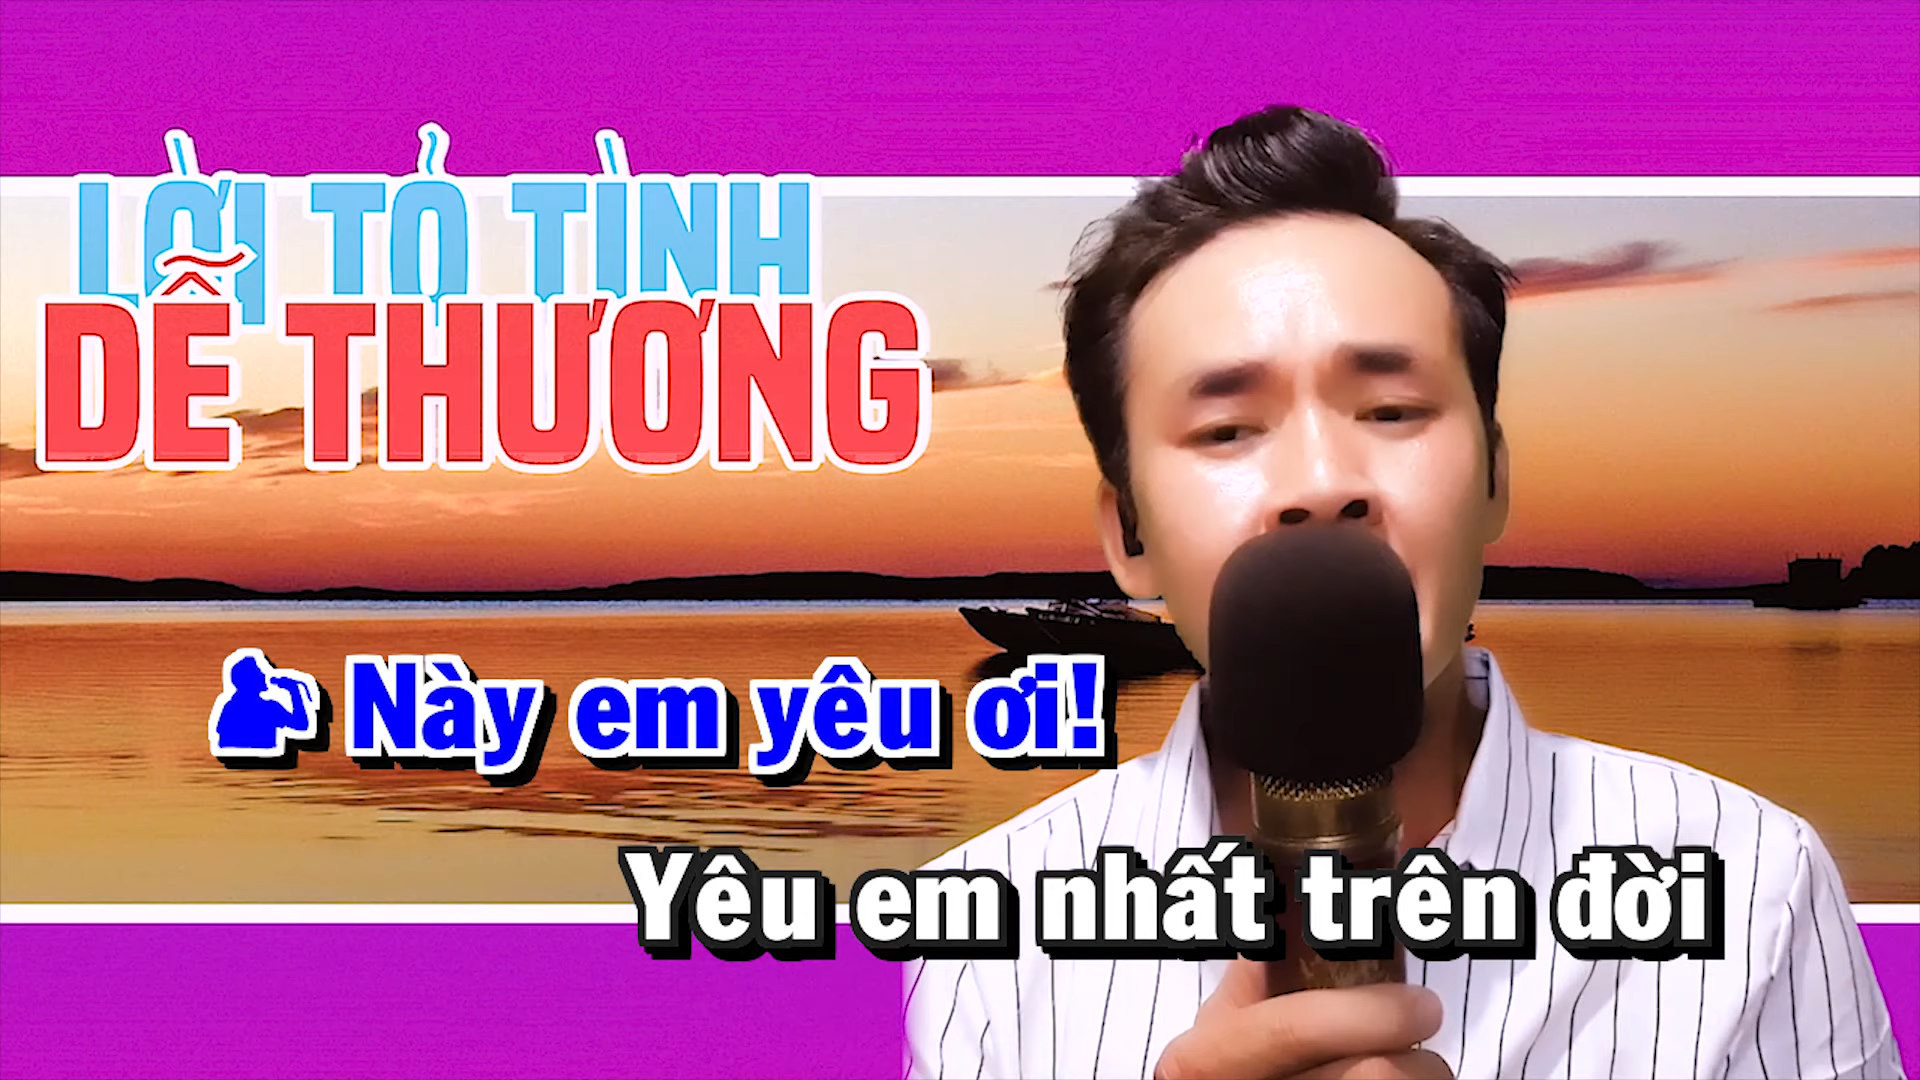 LỜI TỎ TÌNH
DỄ THƯƠNG
Này em yêu ơi!
Yêu em nhất trên đời